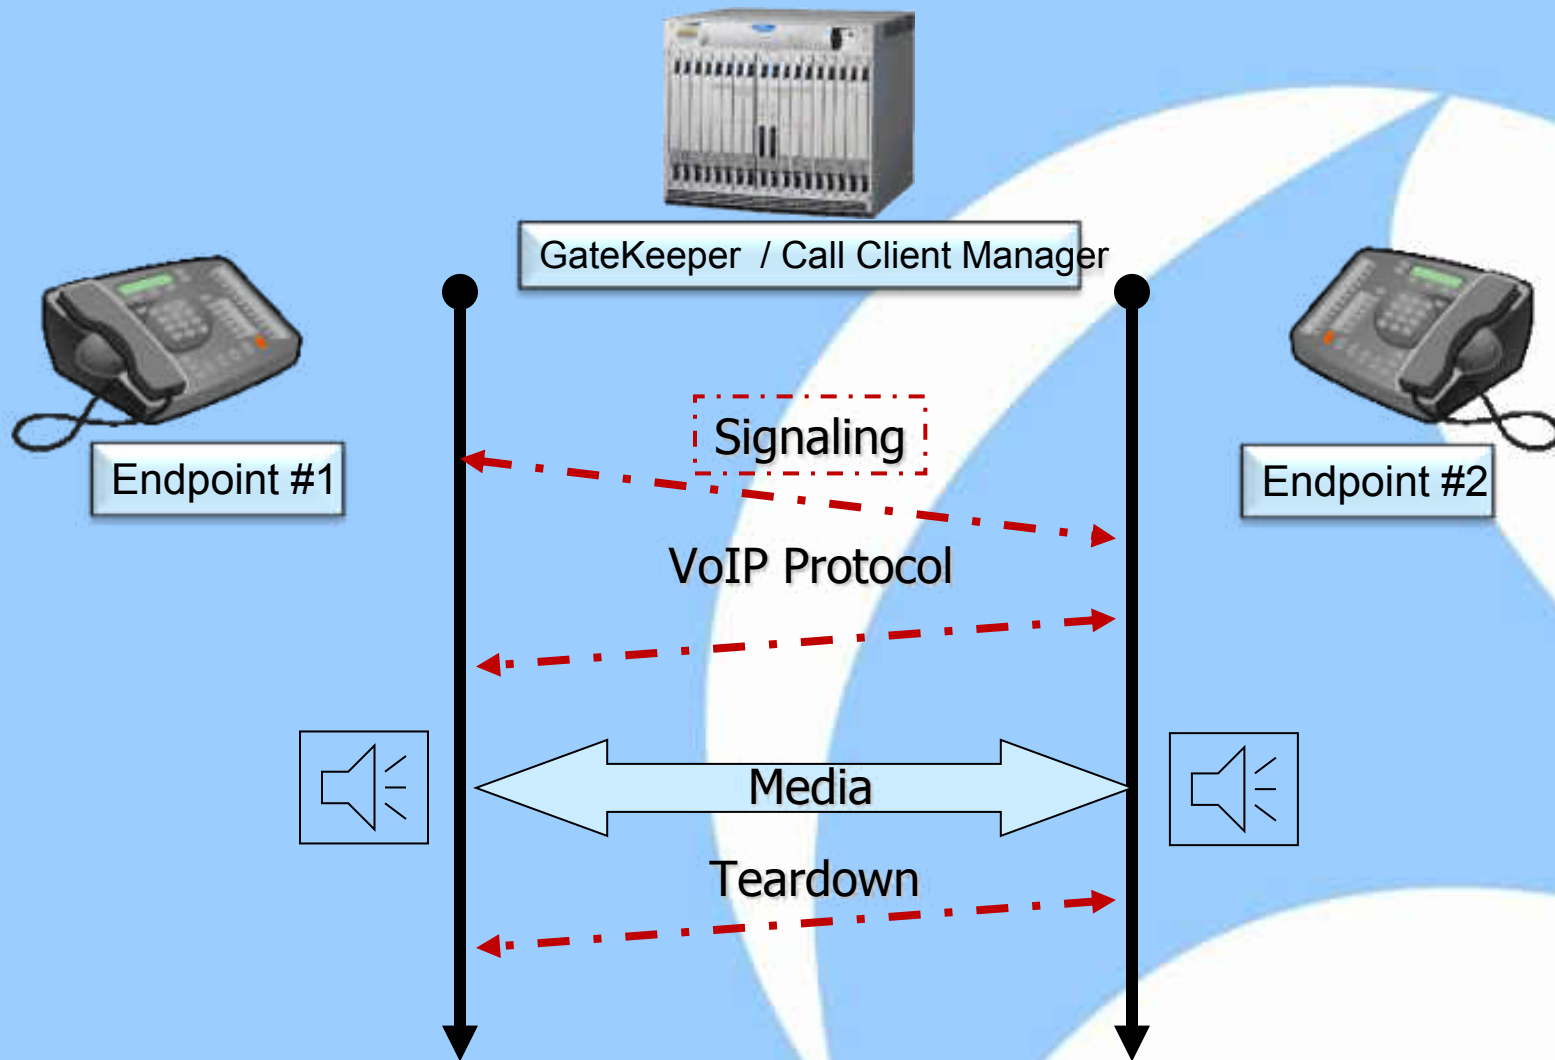 GateKeeper / Call Client Manager
Endpoint #1
Endpoint #2
Signaling
VoIP Protocol
Media
Teardown